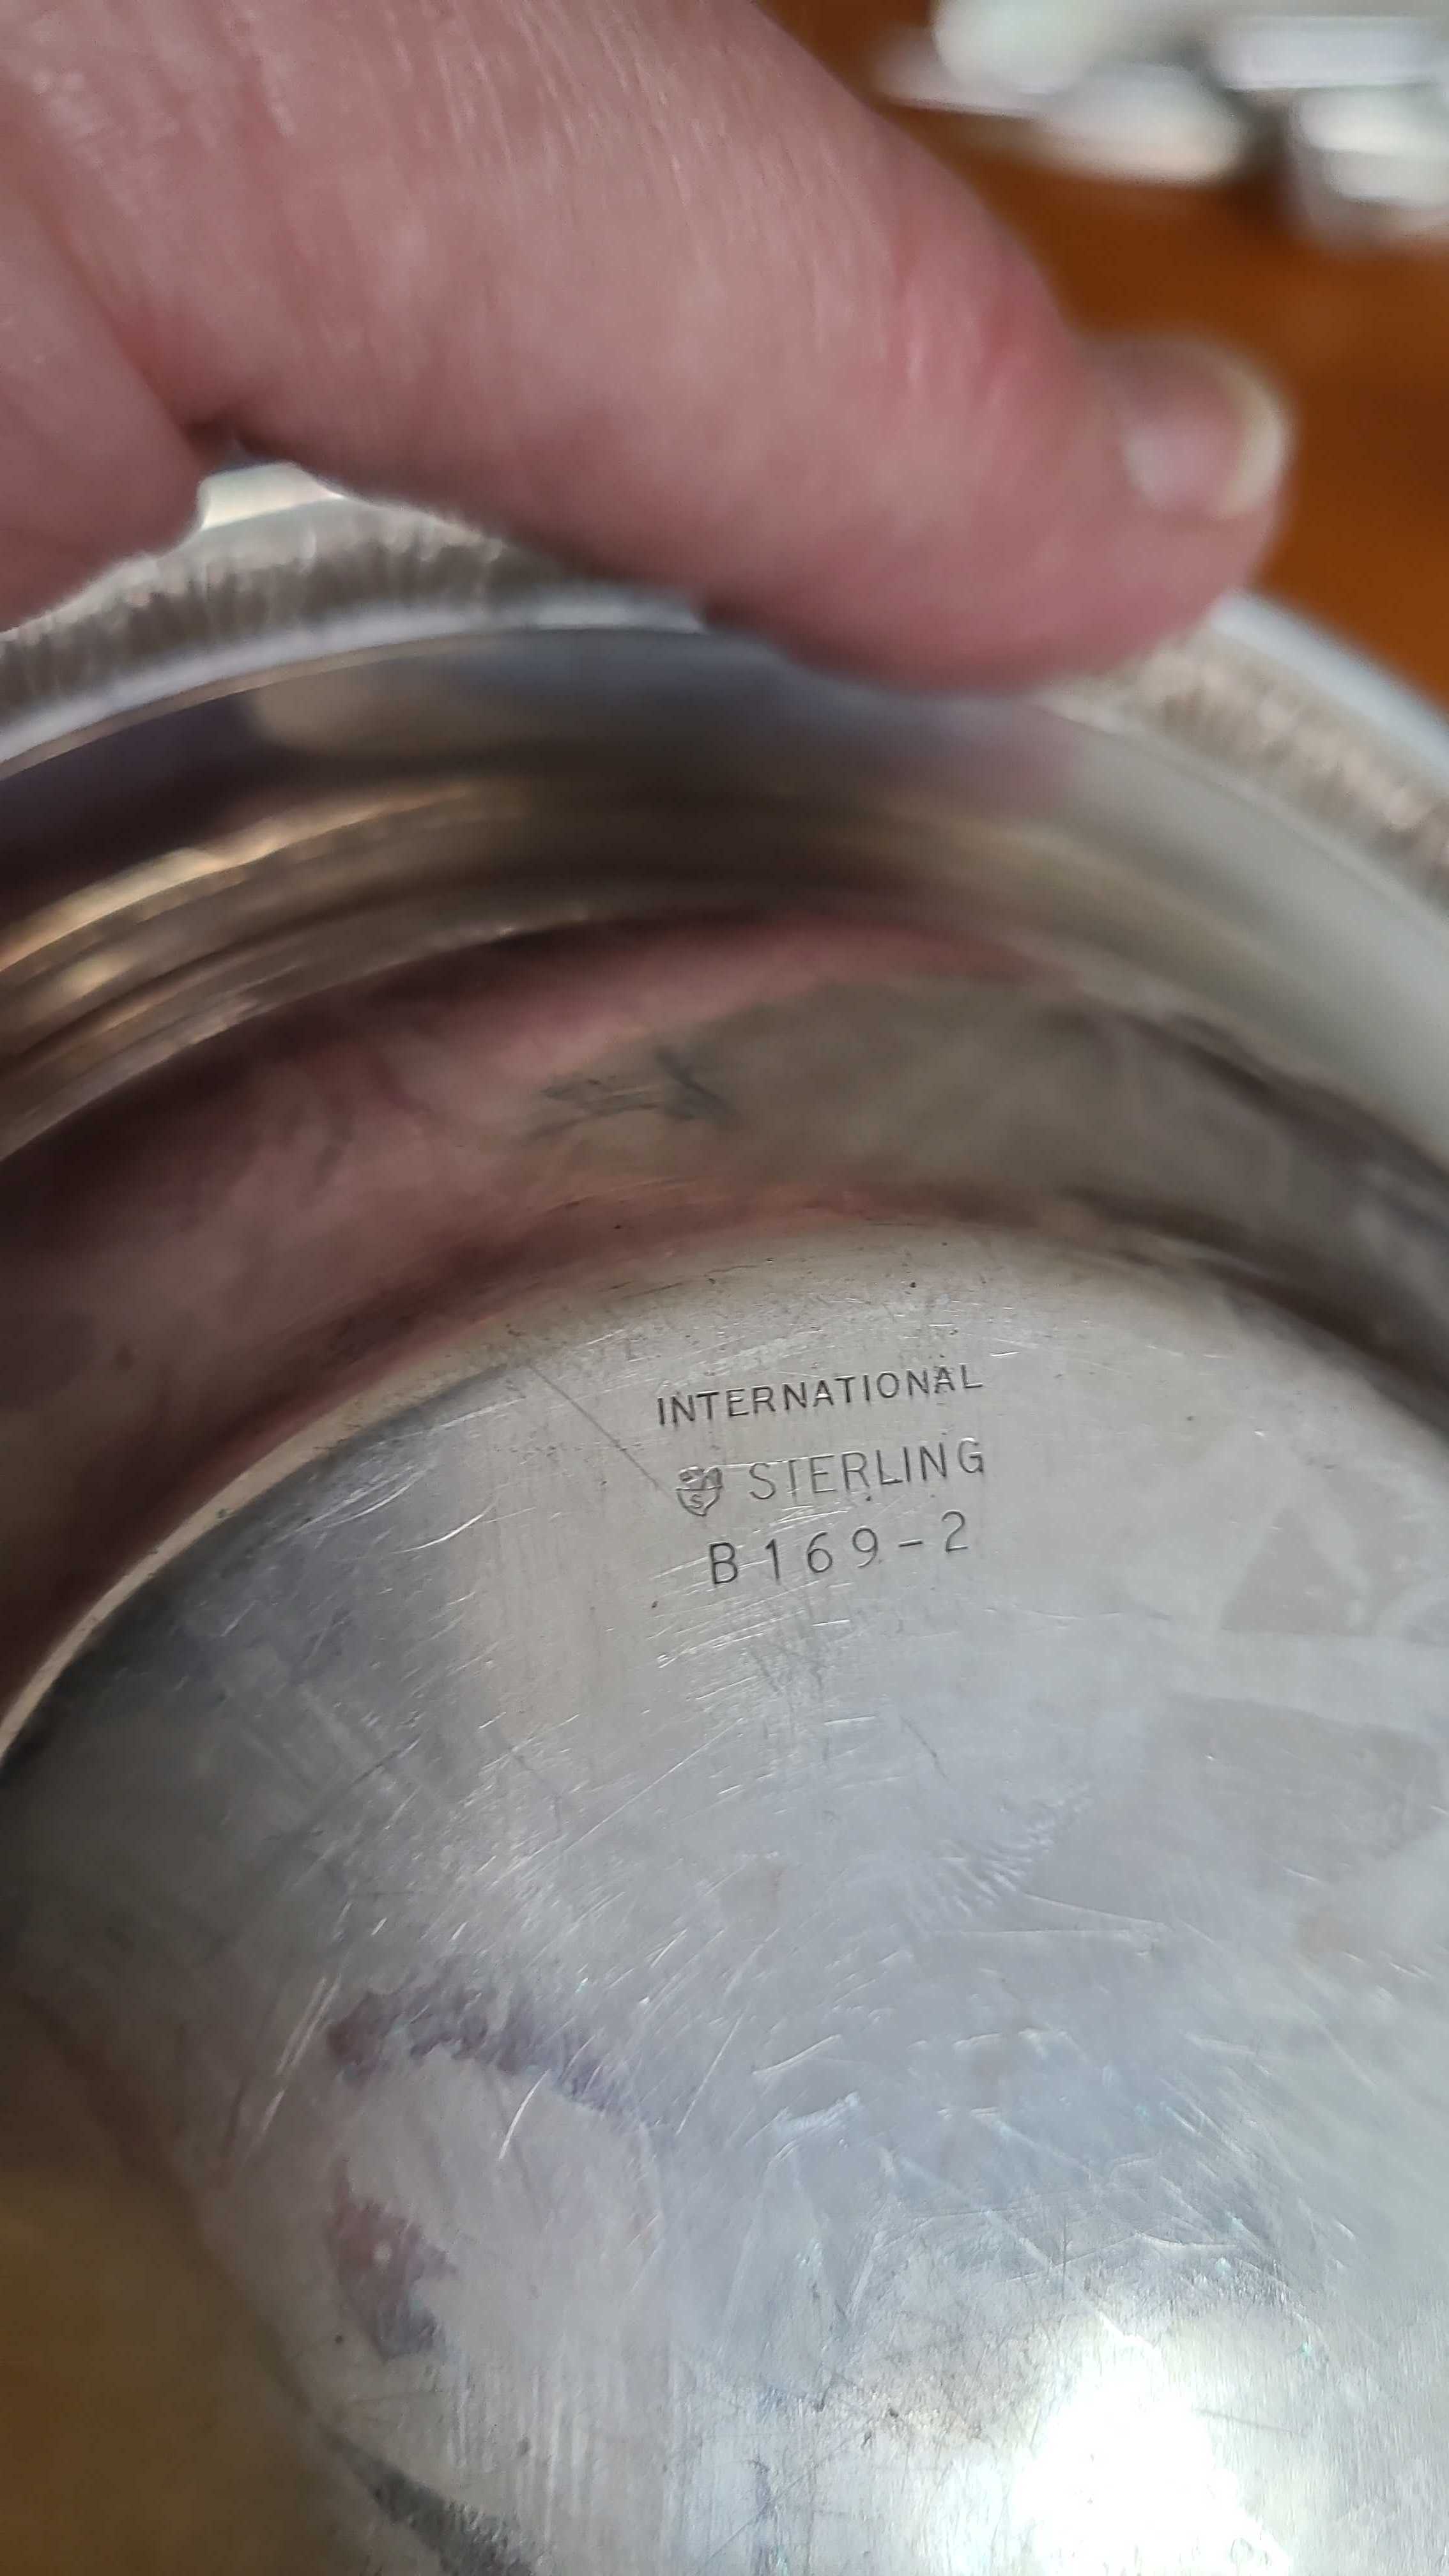 INTERNATIONAL
S STERLING
B169-2